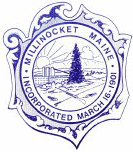 MILLINOCKET MAINE
INCORPORATED MARCH 16, 1901